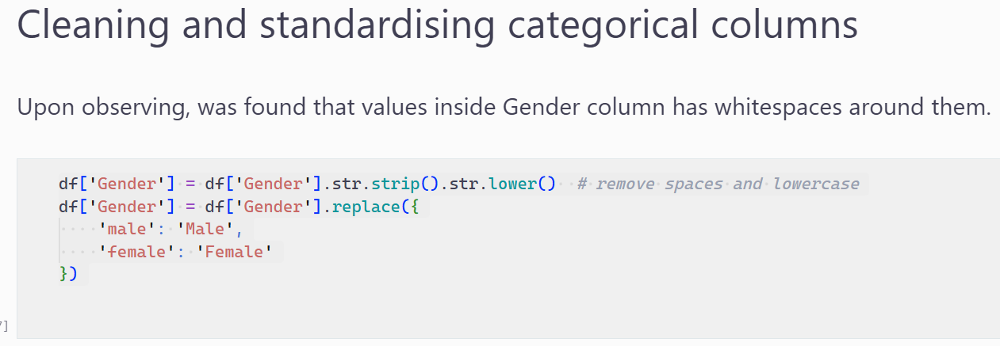 Cleaning and standardising categorical columns
Upon observing, was found that values inside Gender column has whitespaces around them.
df['Gender'] = df['Gender'].str.strip().str.lower()  # remove spaces and lowercase
df['Gender'] = df['Gender'].replace({
    'male': 'Male',
    'female': 'Female'
})
7]